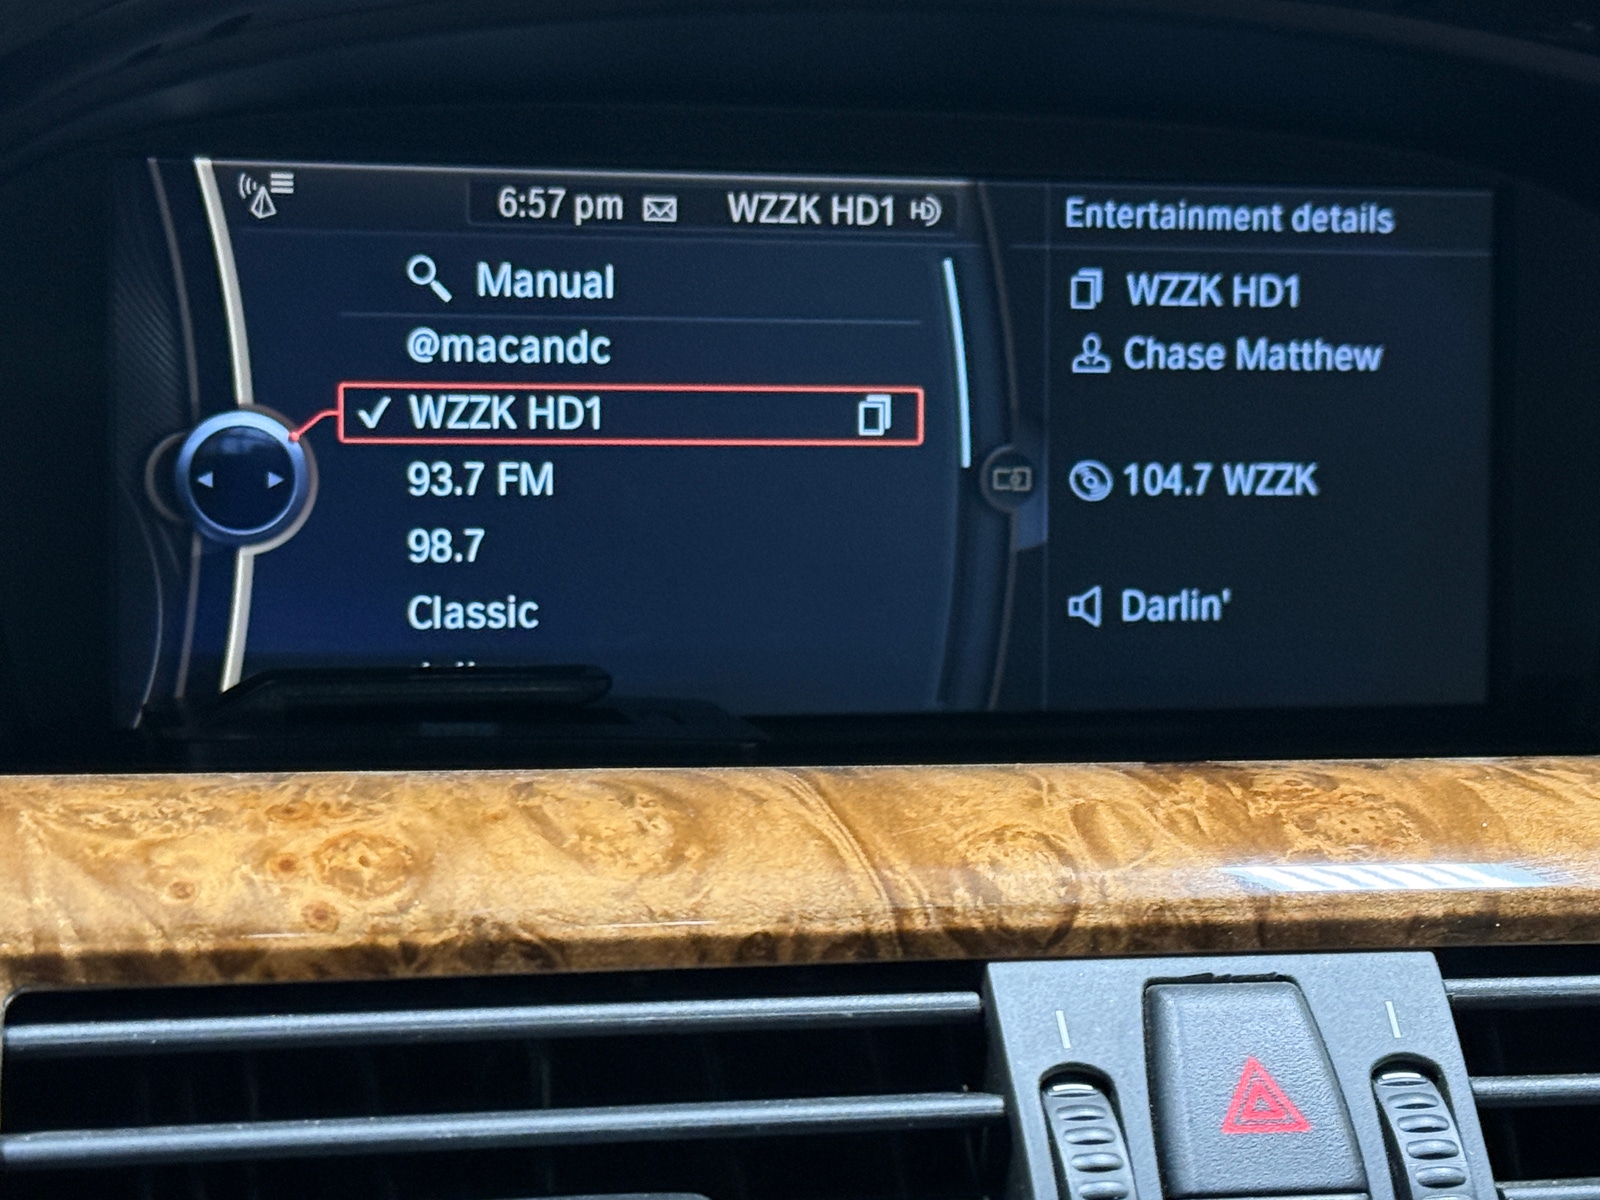 6:57 pm WZZK HD1 HD
Manual
@macandc
WZZK HD1
93.7 FM
98.7
Classic
Entertainment details
WZZK HD1
Chase Matthew
104.7 WZZK
Darlin'